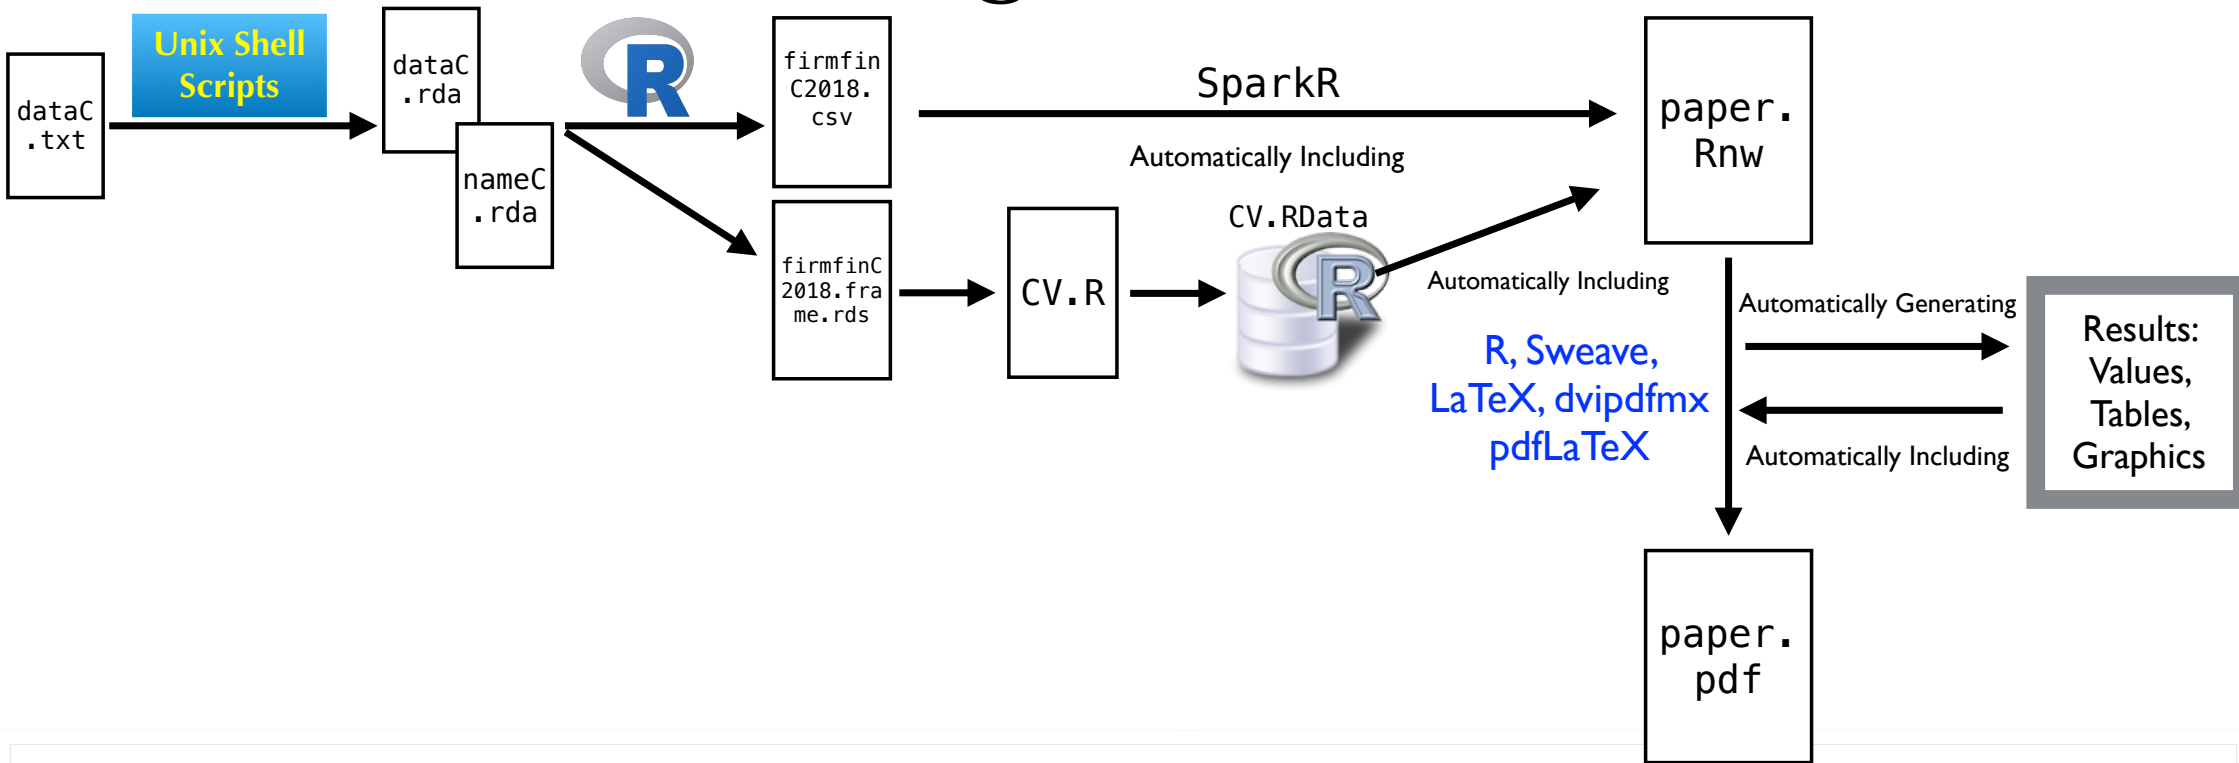 dataC
.txt
Unix Shell
Scripts
dataC
.rda
nameC
.rda
R
firmfin
C2018.
csv
firmfinC
2018.fra
me.rds
SparkR
Automatically Including
CV.R
CV.RData
R
Automatically Including
paper.
Rnw
R, Sweave,
LaTeX, dvipdfmx
pdfLaTeX
Automatically Generating
Automatically Including
Results:
Values,
Tables,
Graphics
paper.
pdf